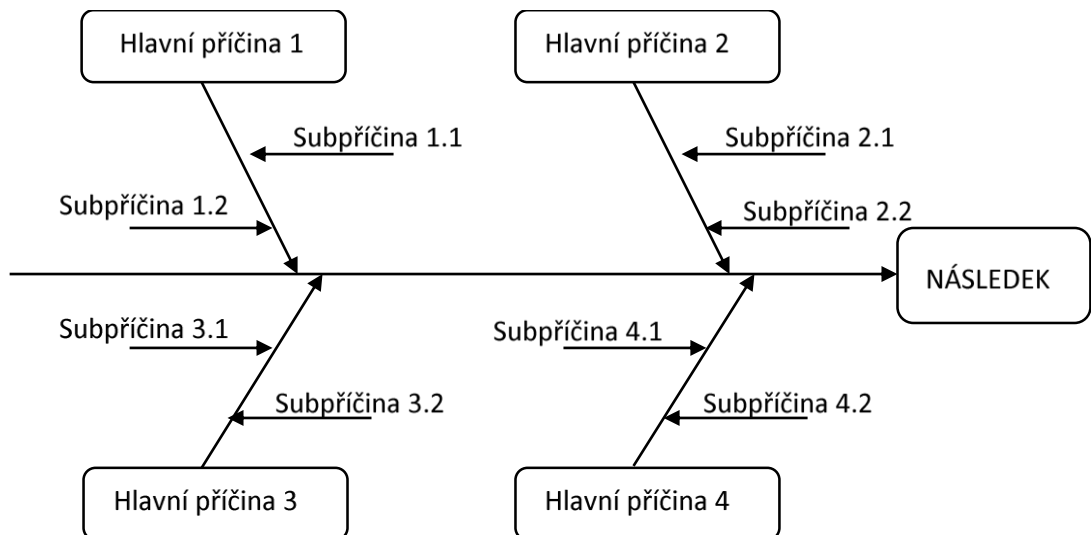 Hlavní příčina 1
Hlavní příčina 2
Subpříčina 1.1
Subpříčina 2.1
Subpříčina 1.2
Subpříčina 2.2
NÁSLEDEK
Subpříčina 3.1
Subpříčina 4.1
Subpříčina 3.2
Subpříčina 4.2
Hlavní příčina 3
Hlavní příčina 4